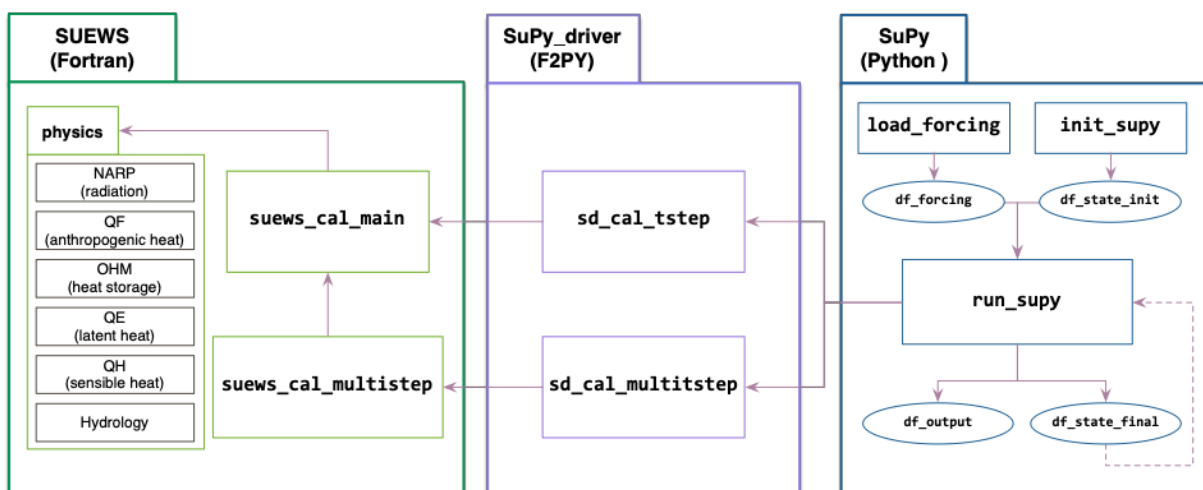 SUEWS
(Fortran)
physics
NARP
(radiation)
QF
(anthropogenic heat)
OHM
(heat storage)
QE
(latent heat)
QH
(sensible heat)
Hydrology
suews_cal_main
suews_cal_multistep
SuPy_driver
(F2PY)
sd_cal_tstep
sd_cal_multitstep
SuPy
(Python )
load_forcing
init_supy
df_forcing
df_state_init
run_supy
df_output
df_state_final